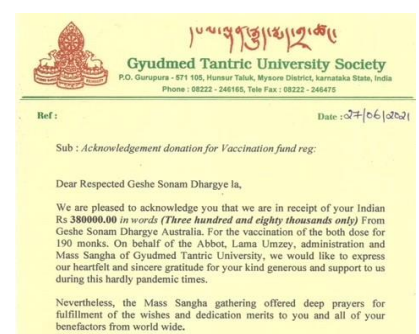 Gyudmed Tantric University Society
P.O. Gurupura - 571 105, Hunsur Taluk, Mysore District, karnataka State, India
Phone : 08222 - 246165, Tele Fax : 08222 - 246475
Ref :
Date : 27/06/2021
Sub : Acknowledgement donation for Vaccination fund reg:
Dear Respected Geshe Sonam Dhargye la,
We are pleased to acknowledge you that we are in receipt of your Indian
Rs 380000.00 in words (Three hundred and eighty thousands only) From
Geshe Sonam Dhargye Australia. For the vaccination of the both dose for
190 monks. On behalf of the Abbot, Lama Umzey, administration and
Mass Sangha of Gyudmed Tantric University, we would like to express
our heartfelt and sincere gratitude for your kind generous and support to us
during this hardly pandemic times.
Nevertheless, the Mass Sangha gathering offered deep prayers for
fulfillment of the wishes and dedication merits to you and all of your
benefactors from world wide.